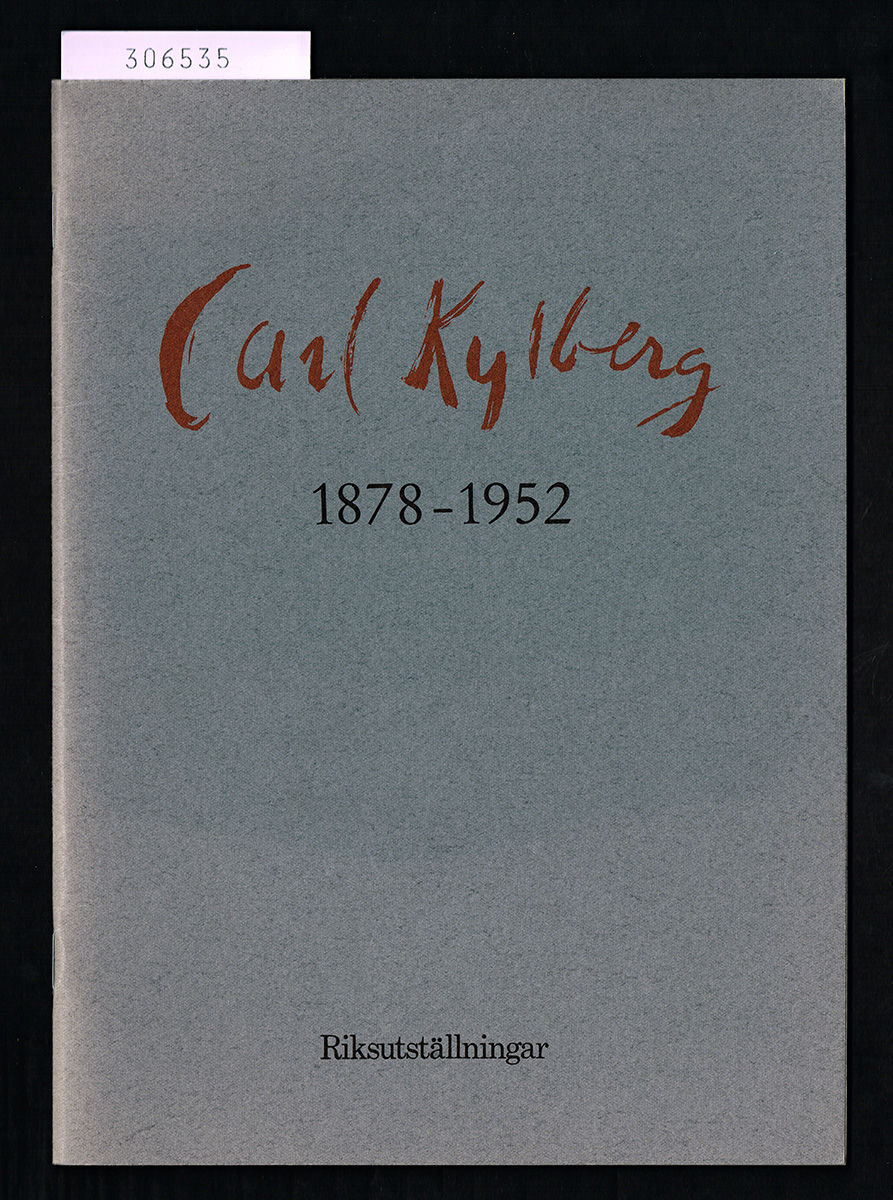 306535
Carl Kylberg
1878-1952
Riksutställningar